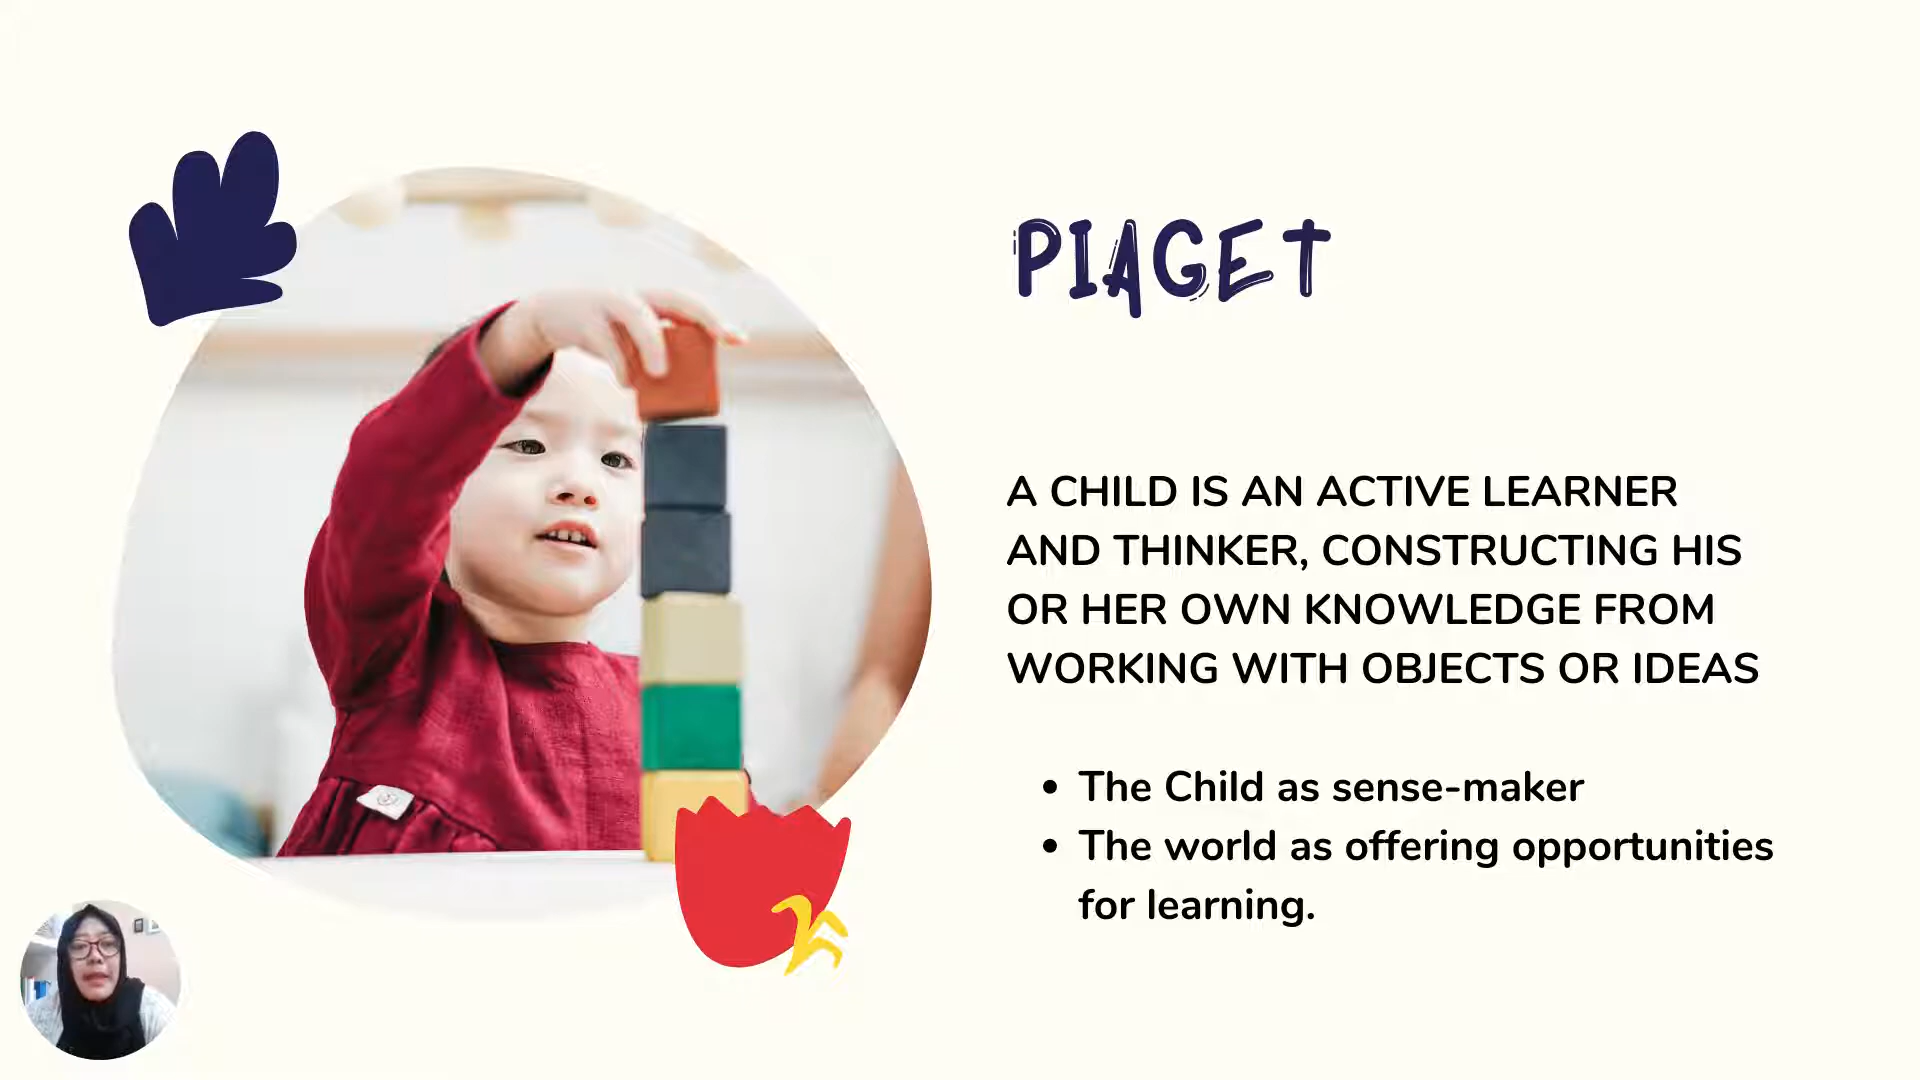 PIAGET
A CHILD IS AN ACTIVE LEARNER
AND THINKER, CONSTRUCTING HIS
OR HER OWN KNOWLEDGE FROM
WORKING WITH OBJECTS OR IDEAS
• The Child as sense-maker
• The world as offering opportunities
for learning.